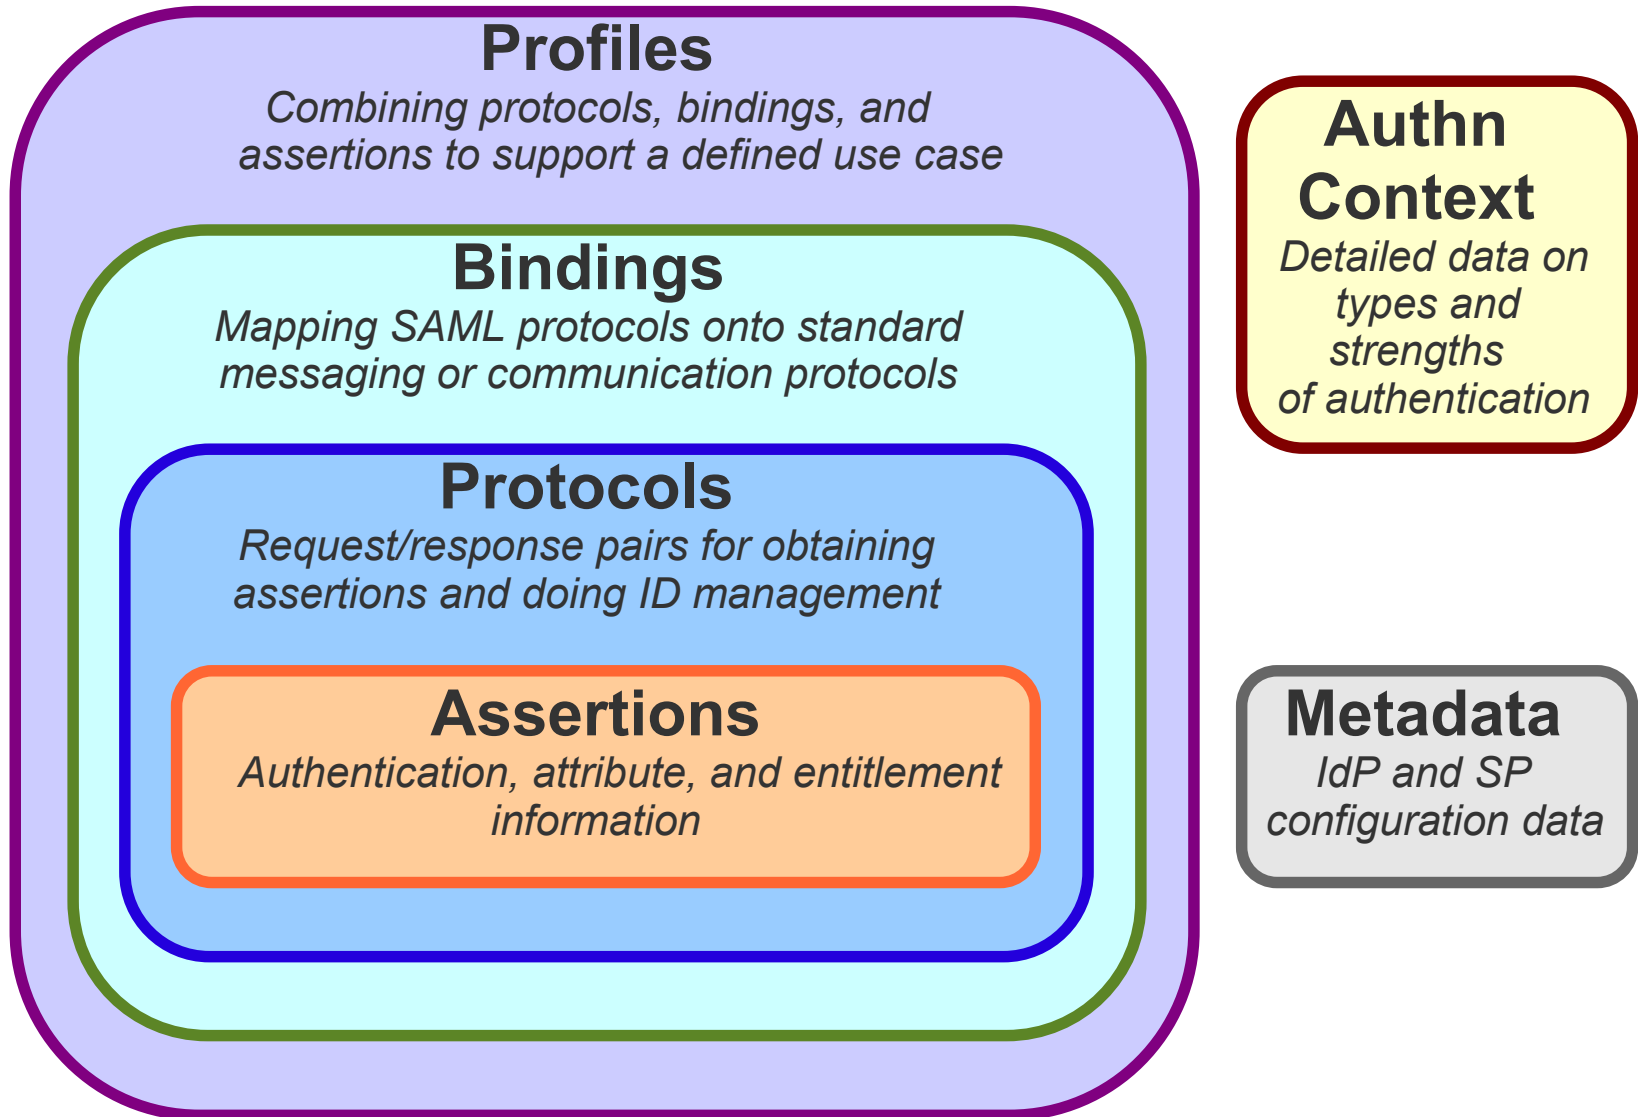 Profiles
Combining protocols, bindings, and
assertions to support a defined use case
Bindings
Mapping SAML protocols onto standard
messaging or communication protocols
Protocols
Request/response pairs for obtaining
assertions and doing ID management
Assertions
Authentication, attribute, and entitlement
information
Authn
Context
Detailed data on
types and
strengths
of authentication
Metadata
IdP and SP
configuration data